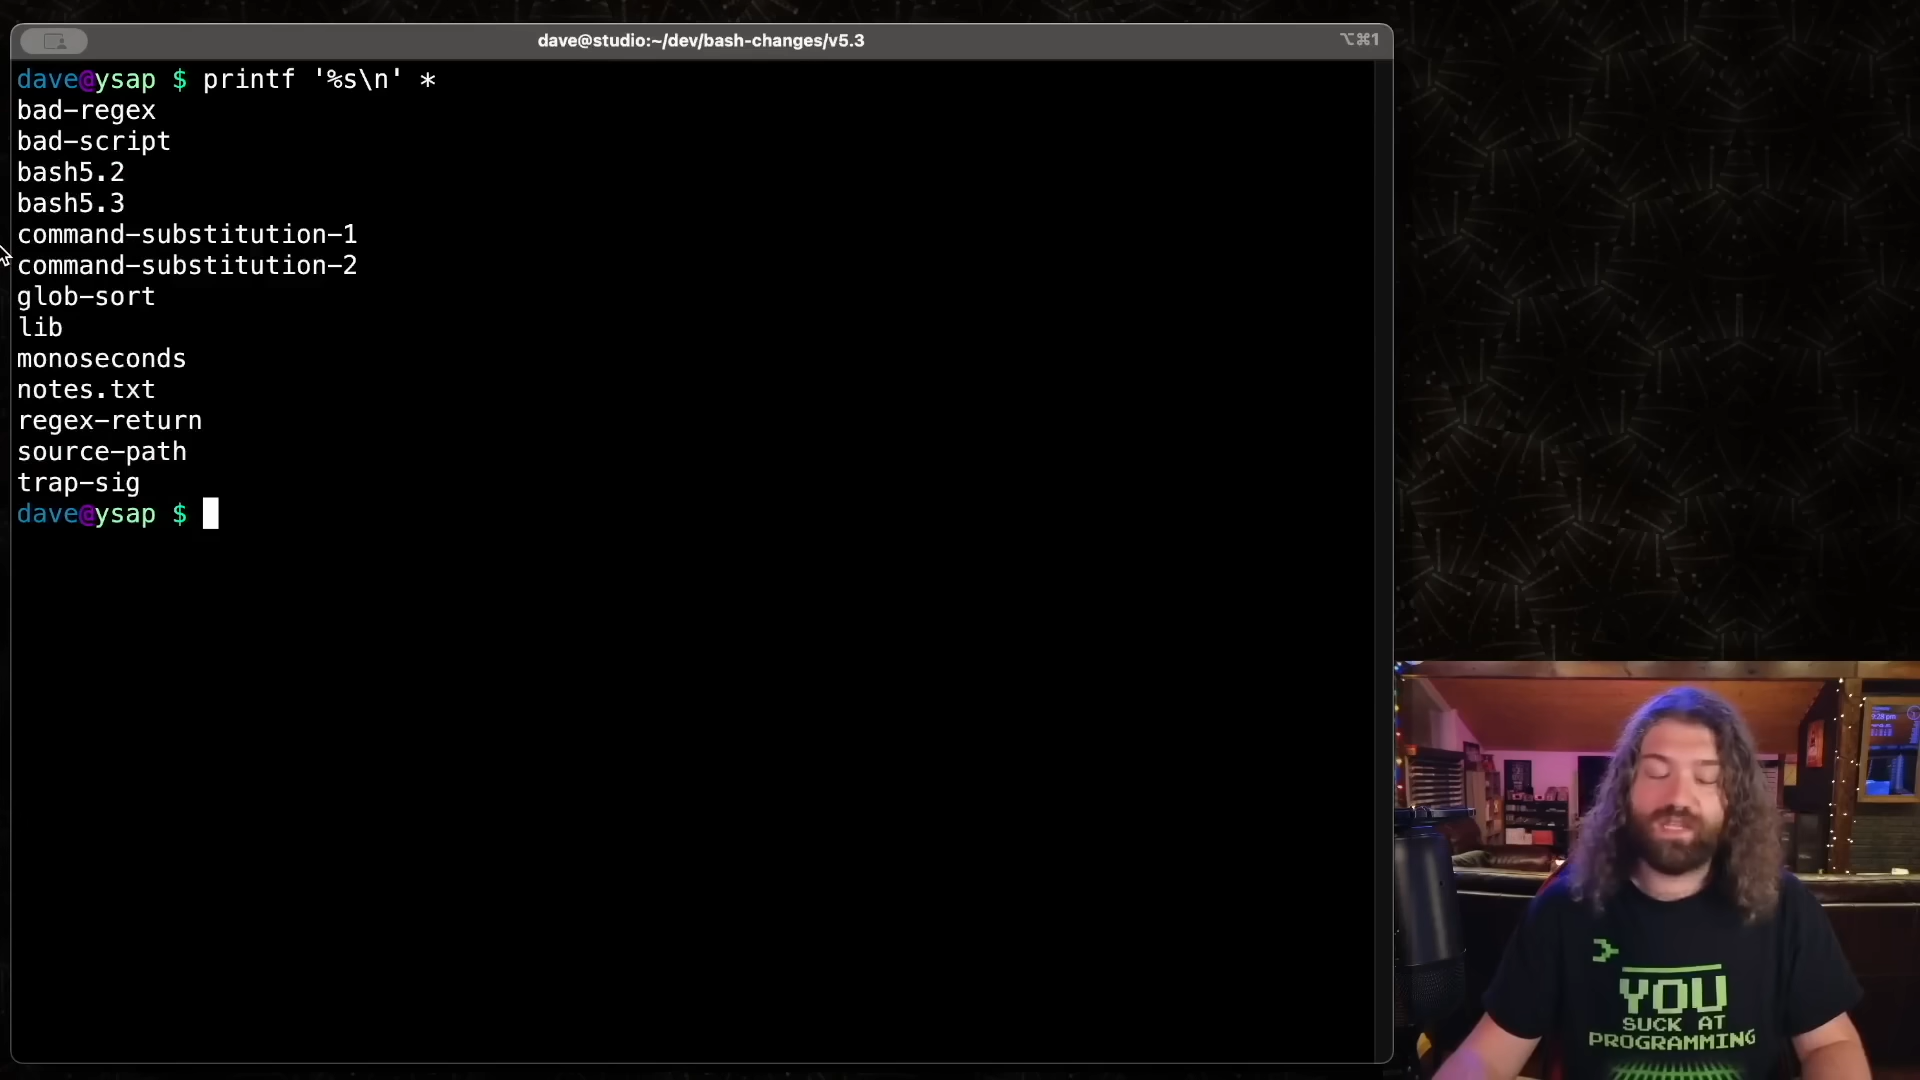 dave@studio:~/dev/bash-changes/v5.3
⌥⌘1
dave@ysap $ printf '%s\n' *
bad-regex
bad-script
bash5.2
bash5.3
command-substitution-1
command-substitution-2
glob-sort
lib
monoseconds
notes.txt
regex-return
source-path
trap-sig
dave@ysap $
YOU
SUCK AT
PROGRAMMING